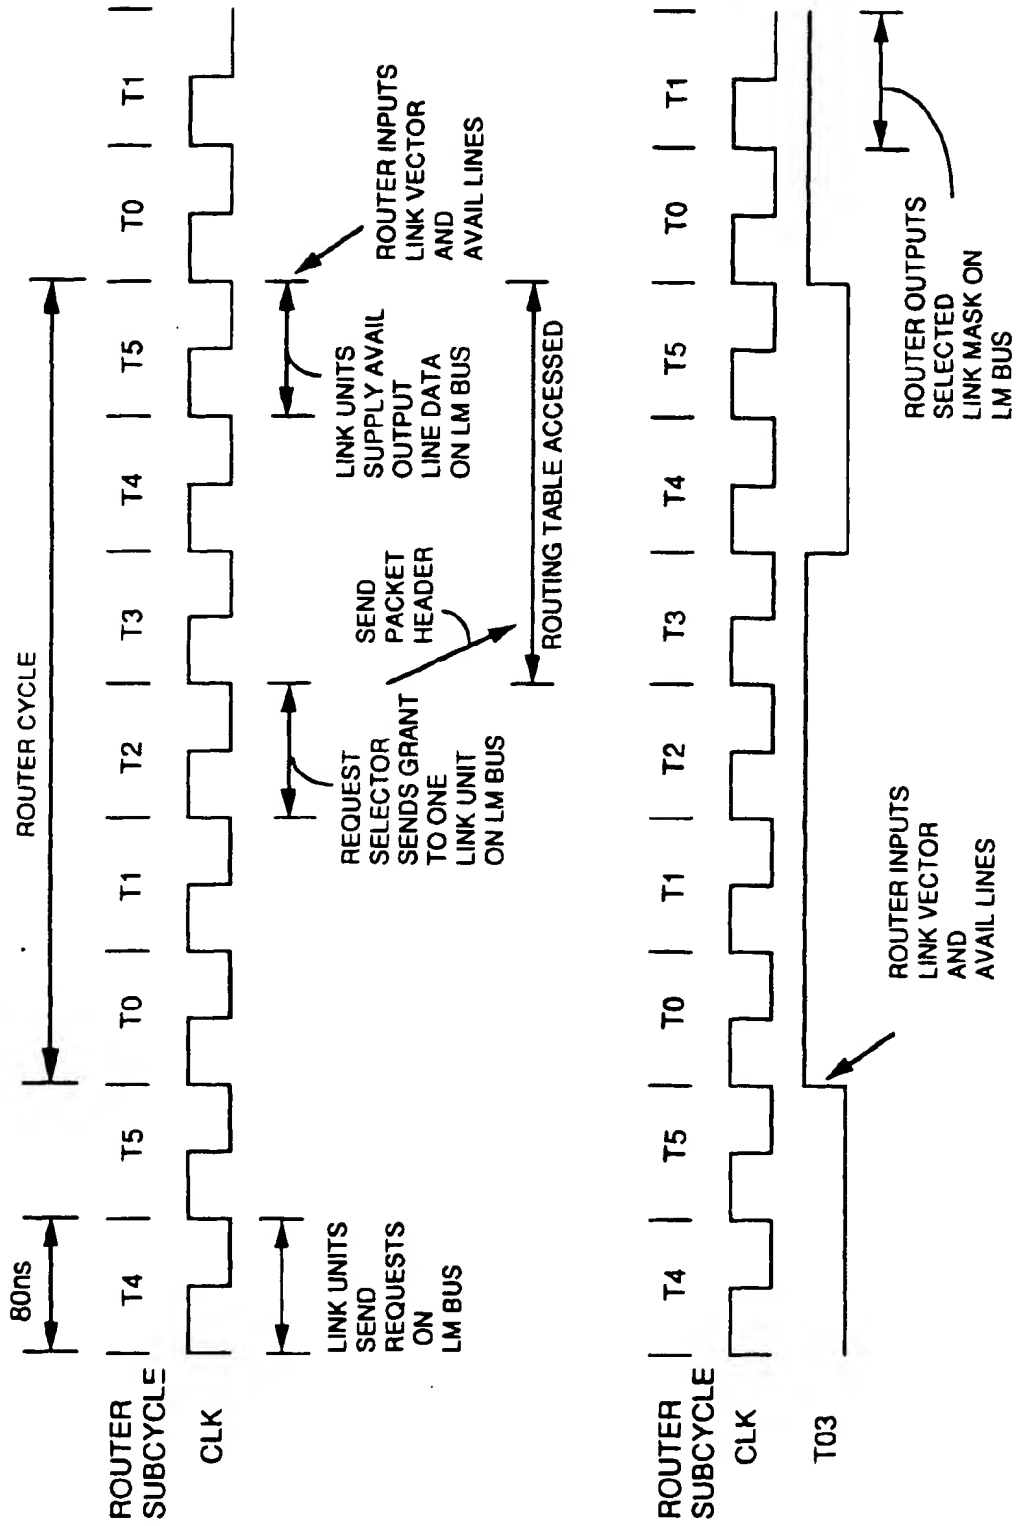 ROUTER CYCLE
80ns
ROUTER
SUBCYCLE
T4 T5 T0 T1 T2 T3 T4 T5 T0 T1
CLK
LINK UNITS
SEND
REQUESTS
ON
LM BUS
REQUEST
SELECTOR
SENDS GRANT
TO ONE
LINK UNIT
ON LM BUS
SEND
PACKET
HEADER
LINK UNITS
SUPPLY AVAIL
OUTPUT
LINE DATA
ON LM BUS
ROUTER INPUTS
LINK VECTOR
AND
AVAIL LINES
ROUTING TABLE ACCESSED
ROUTER
SUBCYCLE
T4 T5 T0 T1 T2 T3 T4 T5 T0 T1
CLK
T03
ROUTER INPUTS
LINK VECTOR
AND
AVAIL LINES
ROUTER OUTPUTS
SELECTED
LINK MASK ON
LM BUS